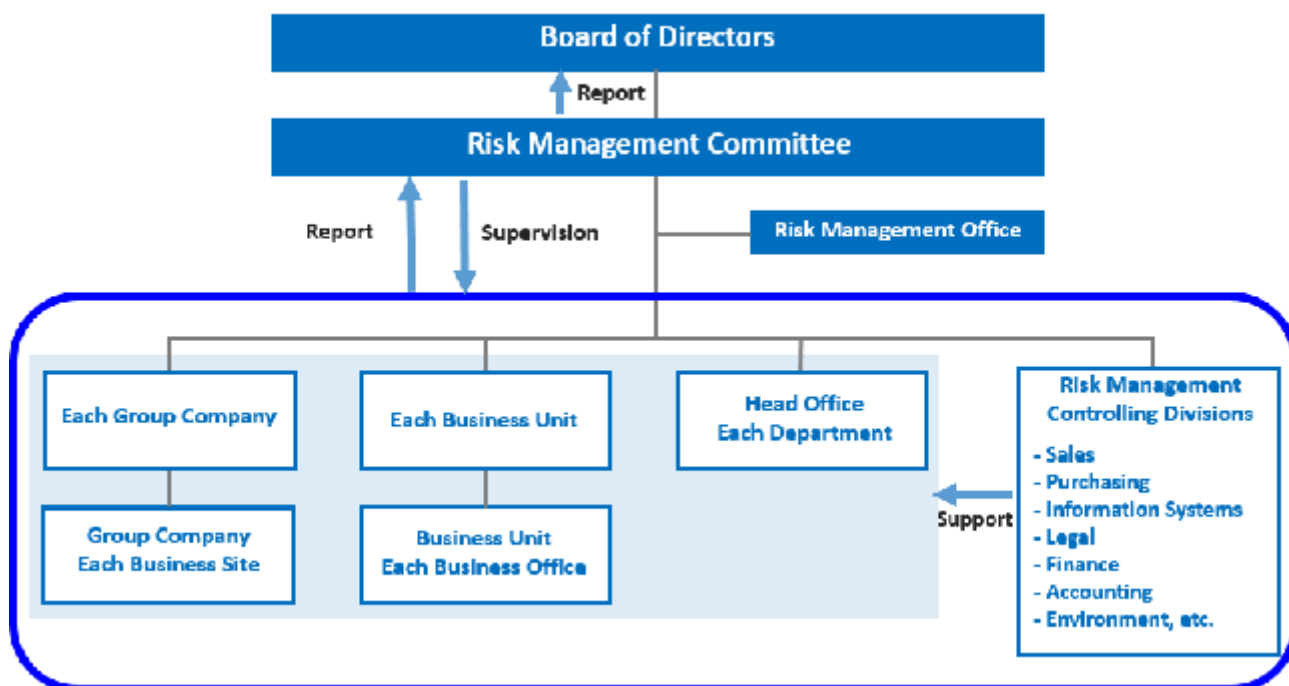 Board of Directors
Report
Risk Management Committee
Report
Supervision
Risk Management Office
Each Group Company
Each Business Unit
Head Office
Each Department
Risk Management
Controlling Divisions
- Sales
- Purchasing
- Information Systems
- Legal
- Finance
- Accounting
- Environment, etc.
Support
Group Company
Each Business Site
Business Unit
Each Business Office